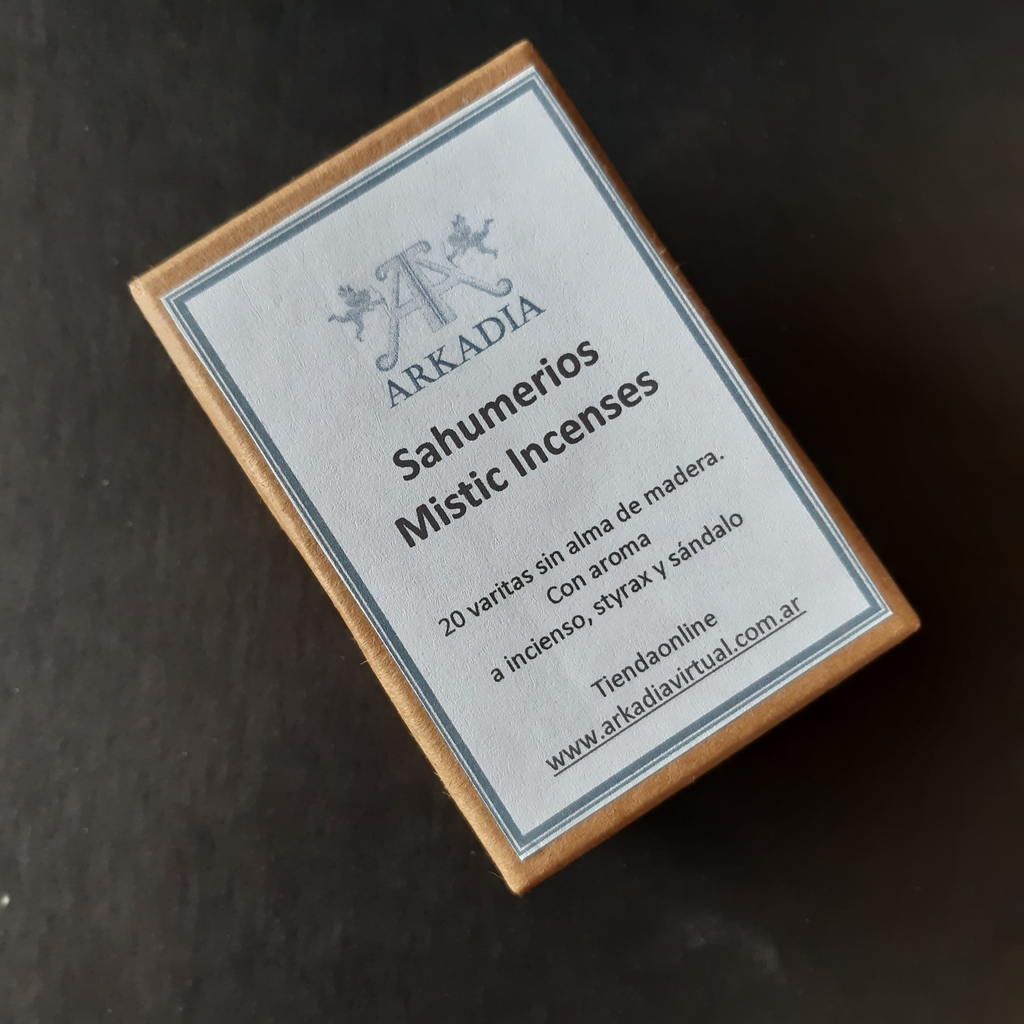 ARKADIA
Sahumerios
Mistic Incenses
20 varitas sin alma de madera.
Con aroma
a incienso, styrax y sándalo
Tiendaonline
www.arkadiavirtual.com.ar